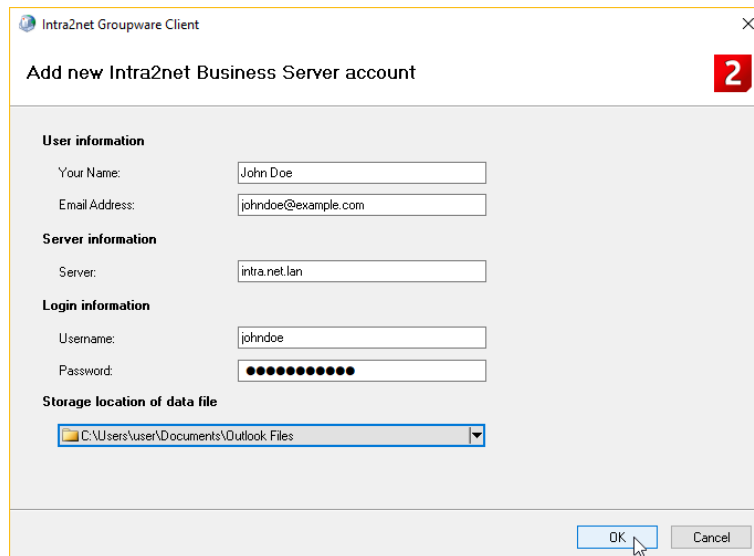 Intra2net Groupware Client
Add new Intra2net Business Server account
2
User information
Your Name: John Doe
Email Address: johndoe@example.com
Server information
Server: intra.net.lan
Login information
Username: johndoe
Password: ●●●●●●●●●●●
Storage location of data file
C:\Users\user\Documents\Outlook Files
OK Cancel